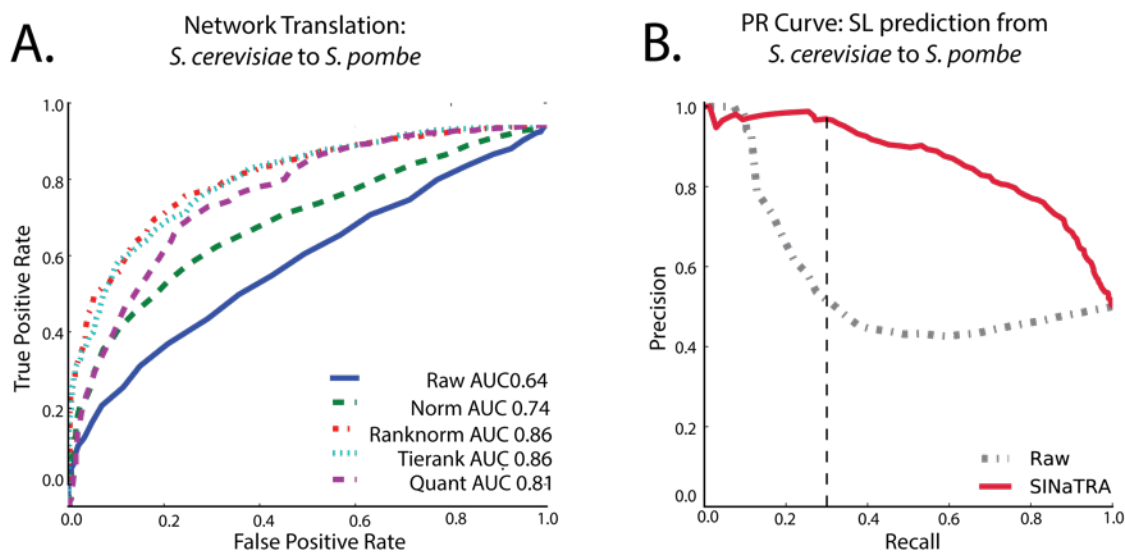 A.
Network Translation:
S. cerevisiae to S. pombe
True Positive Rate
1.0
0.8
0.6
0.4
0.2
0.0
0.0
0.2
0.4
0.6
0.8
1.0
False Positive Rate
Raw AUC0.64
Norm AUC 0.74
Ranknorm AUC 0.86
Tierank AUC 0.86
Quant AUC 0.81
B.
PR Curve: SL prediction from
S. cerevisiae to S. pombe
Precision
1.0
0.8
0.6
0.4
0.2
0.0
0.0
0.2
0.4
0.6
0.8
1.0
Recall
Raw
SINaTRA